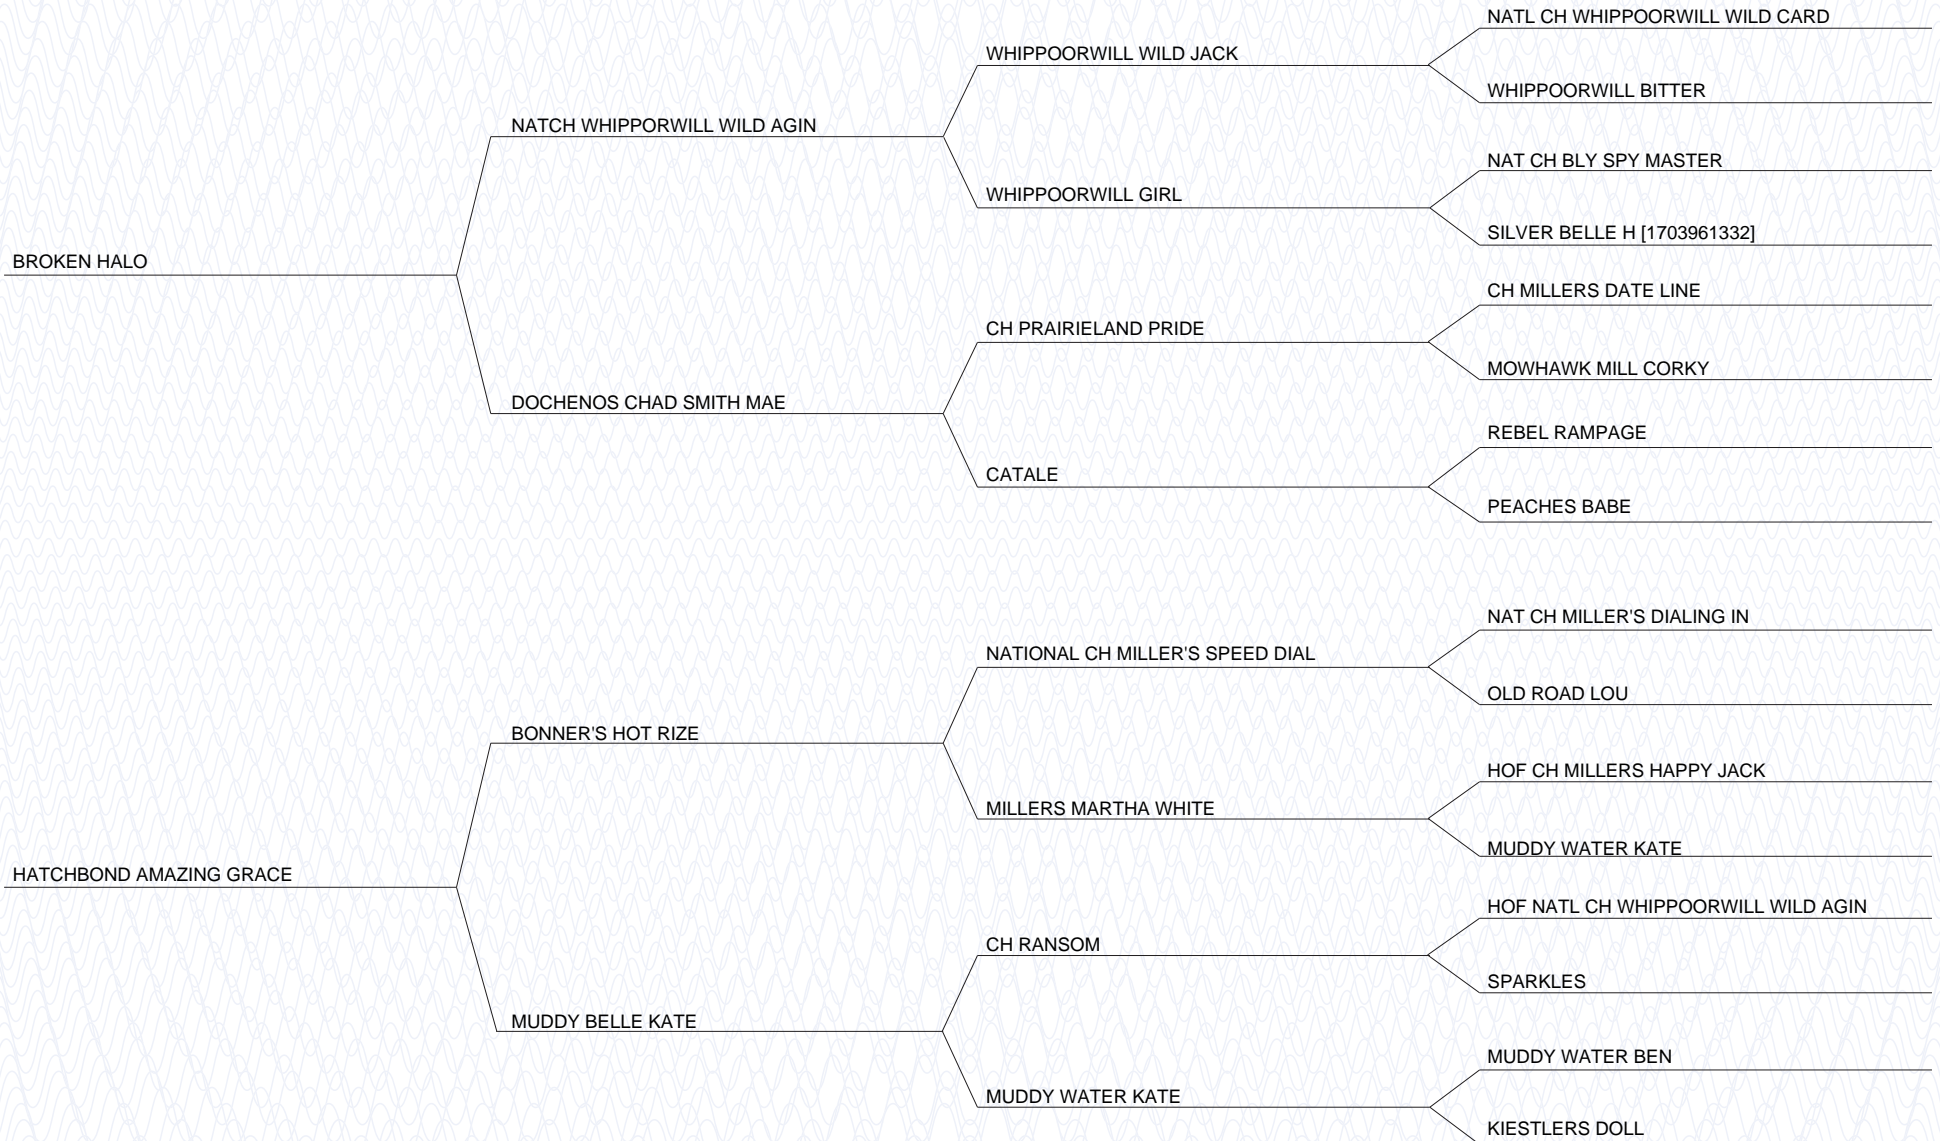 NATL CH WHIPPOORWILL WILD CARD
WHIPPOORWILL WILD JACK
WHIPPOORWILL BITTER
NATCH WHIPPORWILL WILD AGIN
NAT CH BLY SPY MASTER
WHIPPOORWILL GIRL
SILVER BELLE H [1703961332]
BROKEN HALO
CH MILLERS DATE LINE
CH PRAIRIELAND PRIDE
MOWHAWK MILL CORKY
DOCHENOS CHAD SMITH MAE
REBEL RAMPAGE
CATALE
PEACHES BABE
NAT CH MILLER'S DIALING IN
NATIONAL CH MILLER'S SPEED DIAL
OLD ROAD LOU
BONNER'S HOT RIZE
HOF CH MILLERS HAPPY JACK
MILLERS MARTHA WHITE
MUDDY WATER KATE
HATCHBOND AMAZING GRACE
HOF NATL CH WHIPPOORWILL WILD AGIN
CH RANSOM
SPARKLES
MUDDY BELLE KATE
MUDDY WATER BEN
MUDDY WATER KATE
KIESTLERS DOLL